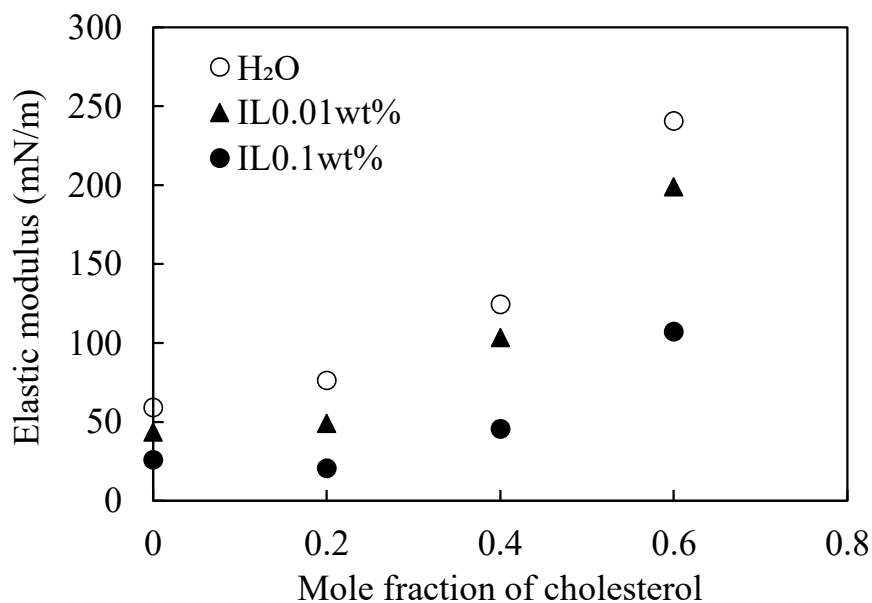 300
250
200
150
100
50
0
Elastic modulus (mN/m)
H₂O
IL0.01wt%
IL0.1wt%
0 0.2 0.4 0.6 0.8
Mole fraction of cholesterol